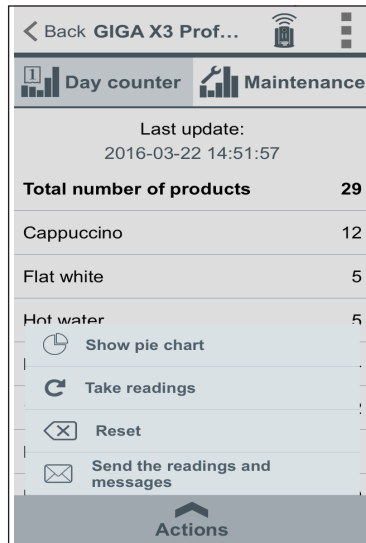 Back GIGA X3 Prof...
1 Day counter Maintenance
Last update:
2016-03-22 14:51:57
Total number of products 29
Cappuccino 12
Flat white 5
Hot water 5
Show pie chart
Take readings
Reset
Send the readings and
messages
Actions